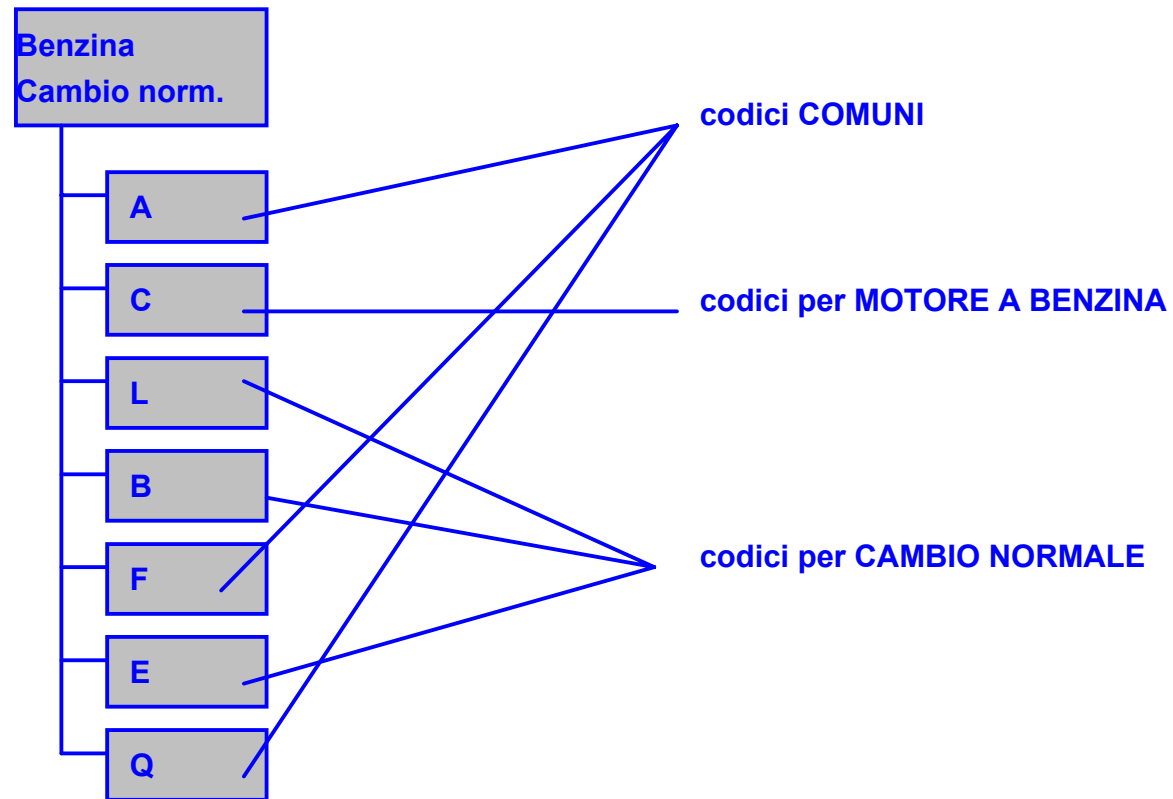 Benzina
Cambio norm.
codici COMUNI
A
C
codici per MOTORE A BENZINA
L
B
F
codici per CAMBIO NORMALE
E
Q